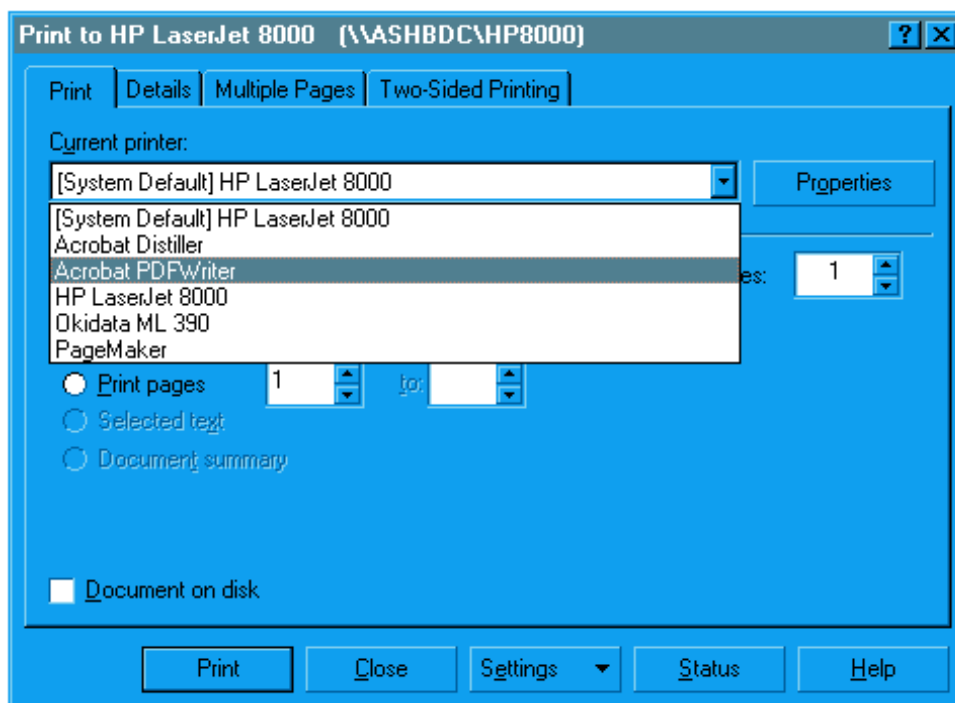 Print to HP LaserJet 8000 (\\ASHBDC\HP8000) ? X
Print Details Multiple Pages Two-Sided Printing
Current printer:
[System Default] HP LaserJet 8000 Properties
[System Default] HP LaserJet 8000
Acrobat Distiller
Acrobat PDFWriter
es: 1
HP LaserJet 8000
Okidata ML 390
PageMaker
Print pages 1 to:
Selected text
Document summary
Document on disk
Print Close Settings Status Help